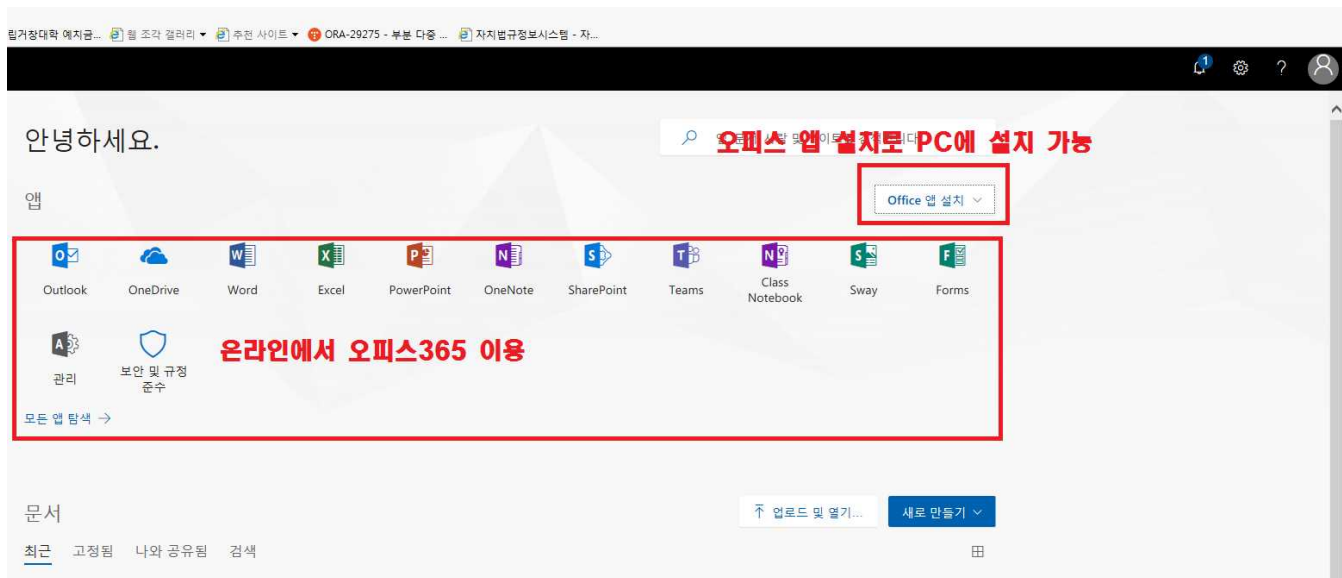 립거창대학 예치금... 웹 조각 갤러리 추천 사이트 ORA-29275 - 부분 다중 ... 자치법규정보시스템 - 자...
1
?
안녕하세요.
오피스 앱 설치로 PC에 설치 가능
앱
Office 앱 설치
Outlook OneDrive Word Excel PowerPoint OneNote SharePoint Teams Class Notebook Sway Forms
관리 보안 및 규정 준수
온라인에서 오피스365 이용
모든 앱 탐색 →
문서
업로드 및 열기... 새로 만들기
최근 고정됨 나와 공유됨 검색